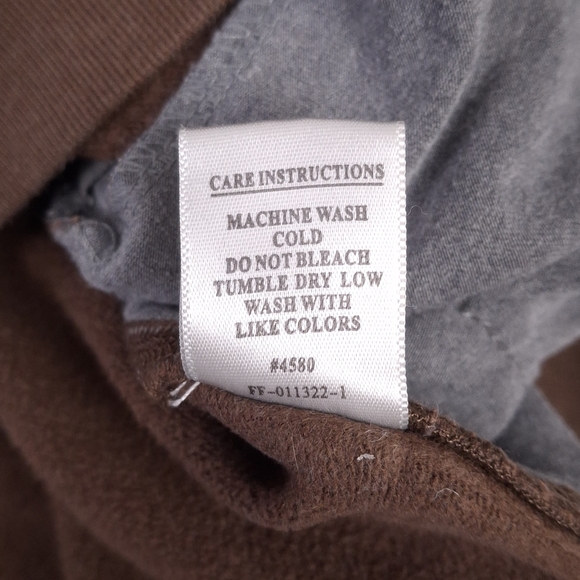 CARE INSTRUCTIONS
MACHINE WASH
COLD
DO NOT BLEACH
TUMBLE DRY LOW
WASH WITH
LIKE COLORS
#4580
FF-011322-1